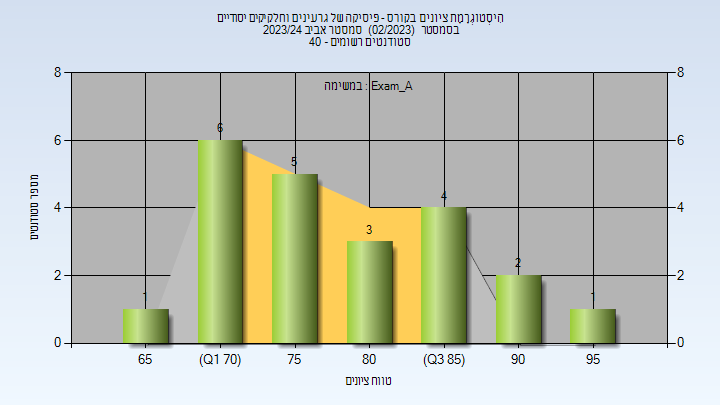 היסטוגרמת ציונים בקורס - פיסיקה של גרעינים וחלקיקים יסודיים
בסמסטר (02/2023) סמסטר אביב 2023/24
סטודנטים רשומים - 40
במשימה : Exam_A
מספר סטודנטים
8 8
6 6
4 4
2 2
0 0
1 6 5 3 4 2 1
65 (Q1 70) 75 80 (Q3 85) 90 95
טווח ציונים